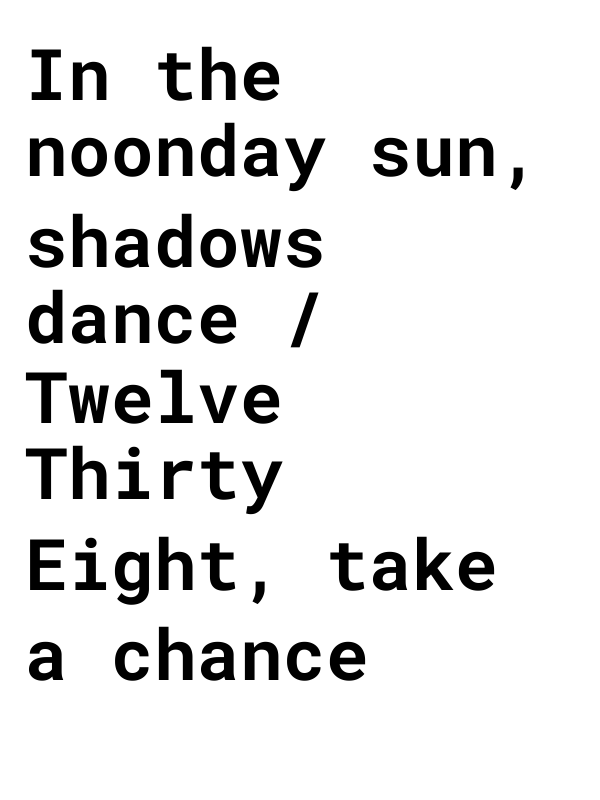 In the
noonday sun,
shadows
dance /
Twelve
Thirty
Eight, take
a chance